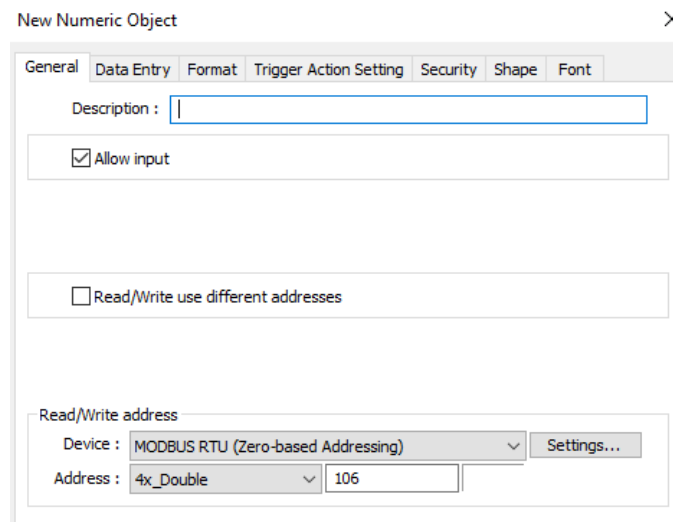 New Numeric Object
General Data Entry Format Trigger Action Setting Security Shape Font
Description :
Allow input
Read/Write use different addresses
Read/Write address
Device : MODBUS RTU (Zero-based Addressing) Settings...
Address : 4x_Double 106